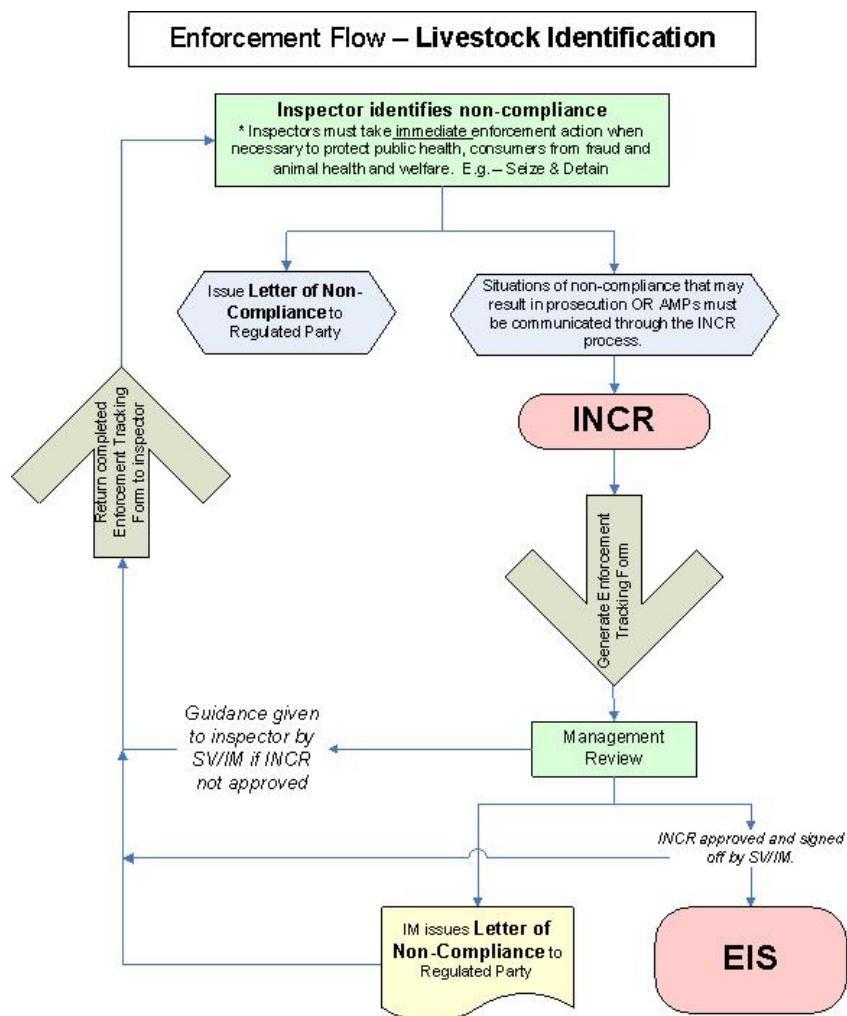 Enforcement Flow – Livestock Identification
Inspector identifies non-compliance
* Inspectors must take immediate enforcement action when
necessary to protect public health, consumers from fraud and
animal health and welfare. E.g.– Seize & Detain
Issue Letter of Non-
Compliance to
Regulated Party
Situations of non-compliance that may
result in prosecution OR AMPs must
be communicated through the INCR
process.
INCR
Return completed
Enforcement Tracking
Form to inspector
Generate Enforcement
Tracking Form
Guidance given
to inspector by
SV/IM if INCR
not approved
Management
Review
INCR approved and signed
off by SV/IM.
IM issues Letter of
Non-Compliance to
Regulated Party
EIS